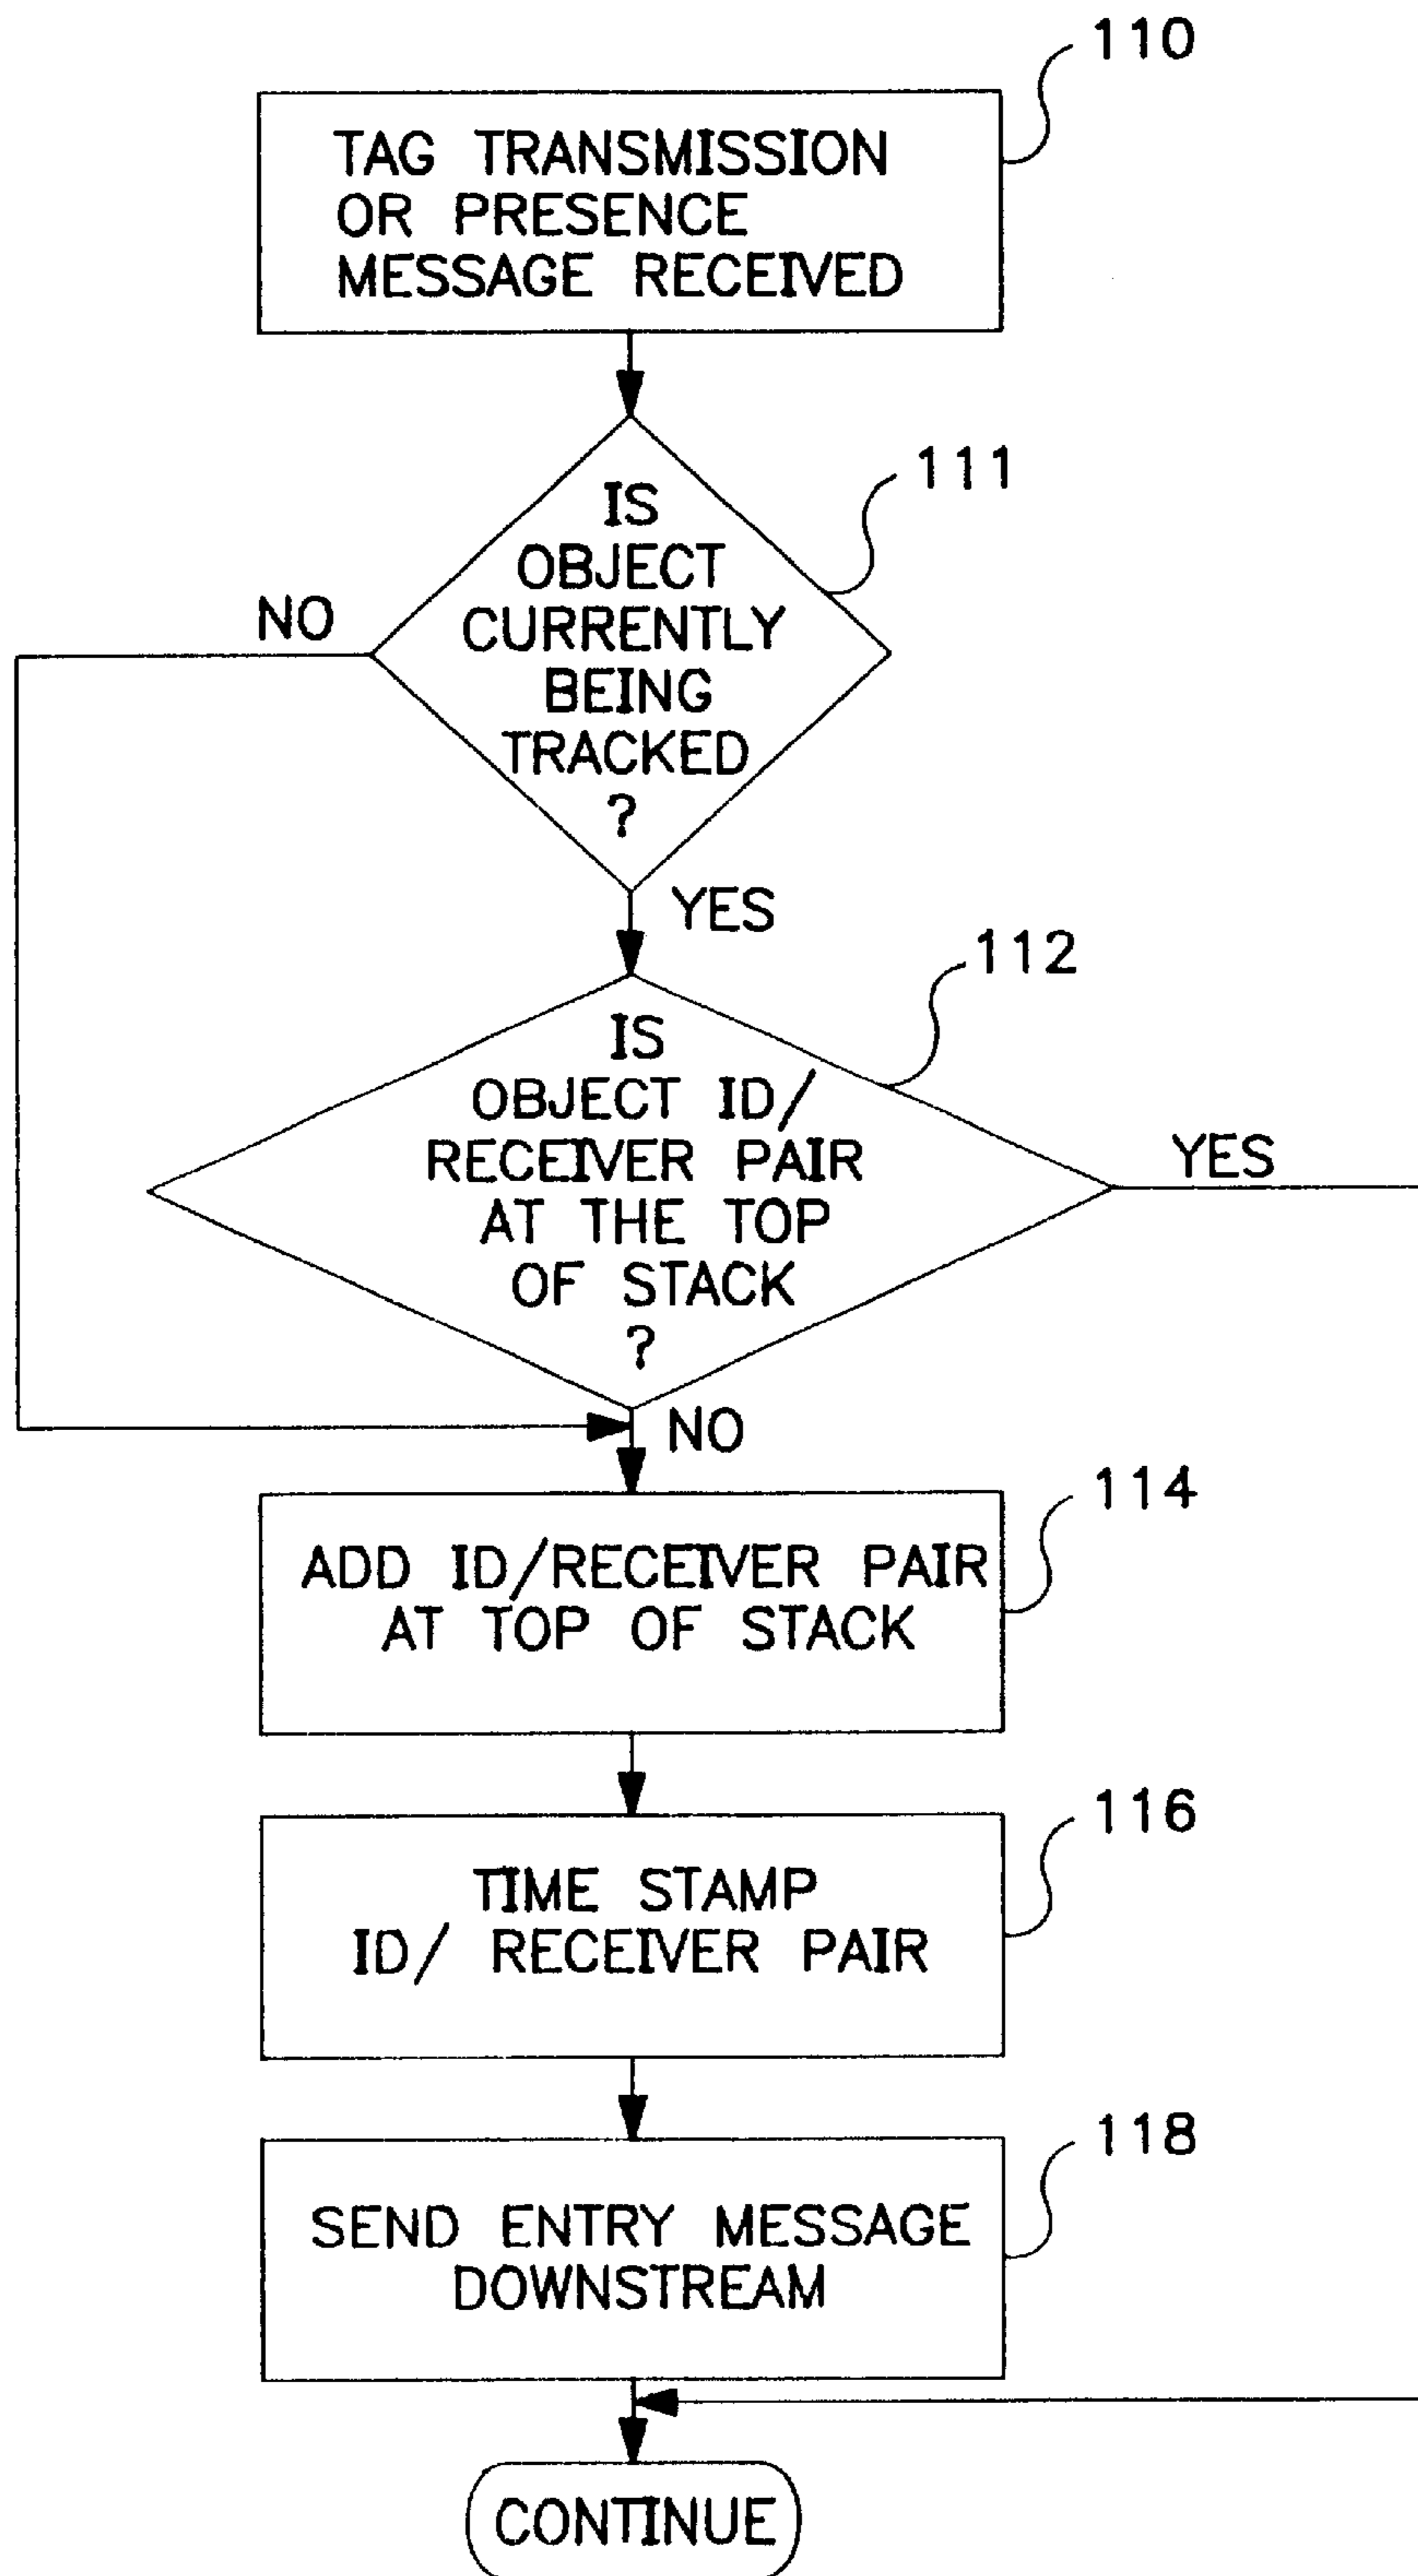 110
TAG TRANSMISSION
OR PRESENCE
MESSAGE RECEIVED
111
IS
OBJECT
CURRENTLY
BEING
TRACKED
?
NO
YES
112
IS
OBJECT ID/
RECEIVER PAIR
AT THE TOP
OF STACK
?
YES
NO
114
ADD ID/RECEIVER PAIR
AT TOP OF STACK
116
TIME STAMP
ID/ RECEIVER PAIR
118
SEND ENTRY MESSAGE
DOWNSTREAM
CONTINUE